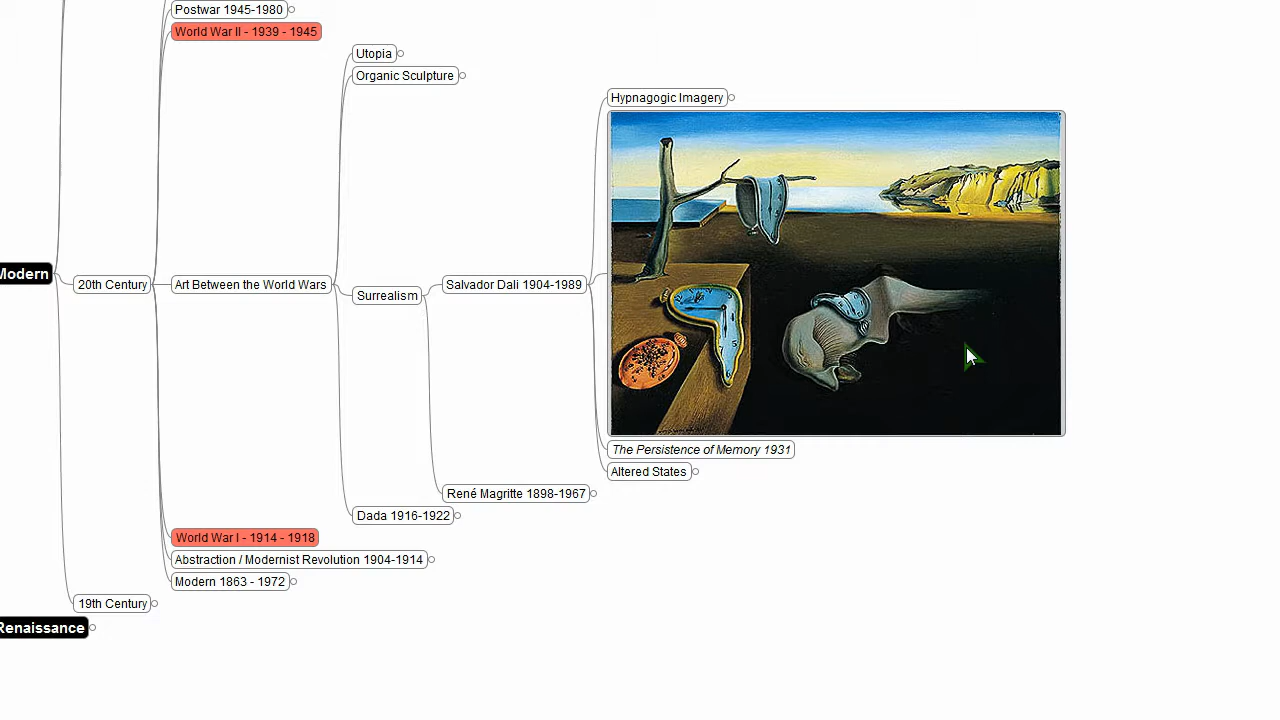 Postwar 1945-1980
World War II - 1939 - 1945
Utopia
Organic Sculpture
Hypnagogic Imagery
Modern
20th Century
Art Between the World Wars
Surrealism
Salvador Dali 1904-1989
The Persistence of Memory 1931
Altered States
René Magritte 1898-1967
Dada 1916-1922
World War I - 1914 - 1918
Abstraction / Modernist Revolution 1904-1914
Modern 1863 - 1972
19th Century
Renaissance